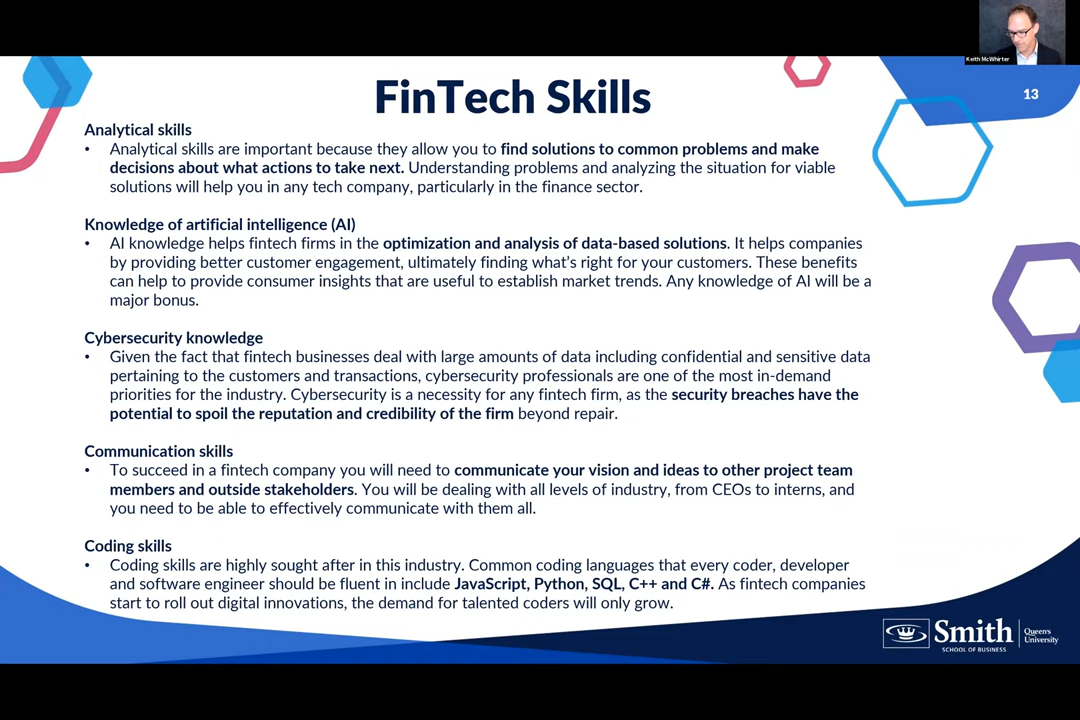 Keith McWhirter
13
FinTech Skills
Analytical skills
• Analytical skills are important because they allow you to find solutions to common problems and make
decisions about what actions to take next. Understanding problems and analyzing the situation for viable
solutions will help you in any tech company, particularly in the finance sector.
Knowledge of artificial intelligence (AI)
• AI knowledge helps fintech firms in the optimization and analysis of data-based solutions. It helps companies
by providing better customer engagement, ultimately finding what's right for your customers. These benefits
can help to provide consumer insights that are useful to establish market trends. Any knowledge of AI will be a
major bonus.
Cybersecurity knowledge
• Given the fact that fintech businesses deal with large amounts of data including confidential and sensitive data
pertaining to the customers and transactions, cybersecurity professionals are one of the most in-demand
priorities for the industry. Cybersecurity is a necessity for any fintech firm, as the security breaches have the
potential to spoil the reputation and credibility of the firm beyond repair.
Communication skills
• To succeed in a fintech company you will need to communicate your vision and ideas to other project team
members and outside stakeholders. You will be dealing with all levels of industry, from CEOs to interns, and
you need to be able to effectively communicate with them all.
Coding skills
• Coding skills are highly sought after in this industry. Common coding languages that every coder, developer
and software engineer should be fluent in include JavaScript, Python, SQL, C++ and C#. As fintech companies
start to roll out digital innovations, the demand for talented coders will only grow.
Smith
SCHOOL OF BUSINESS
Queen's
University